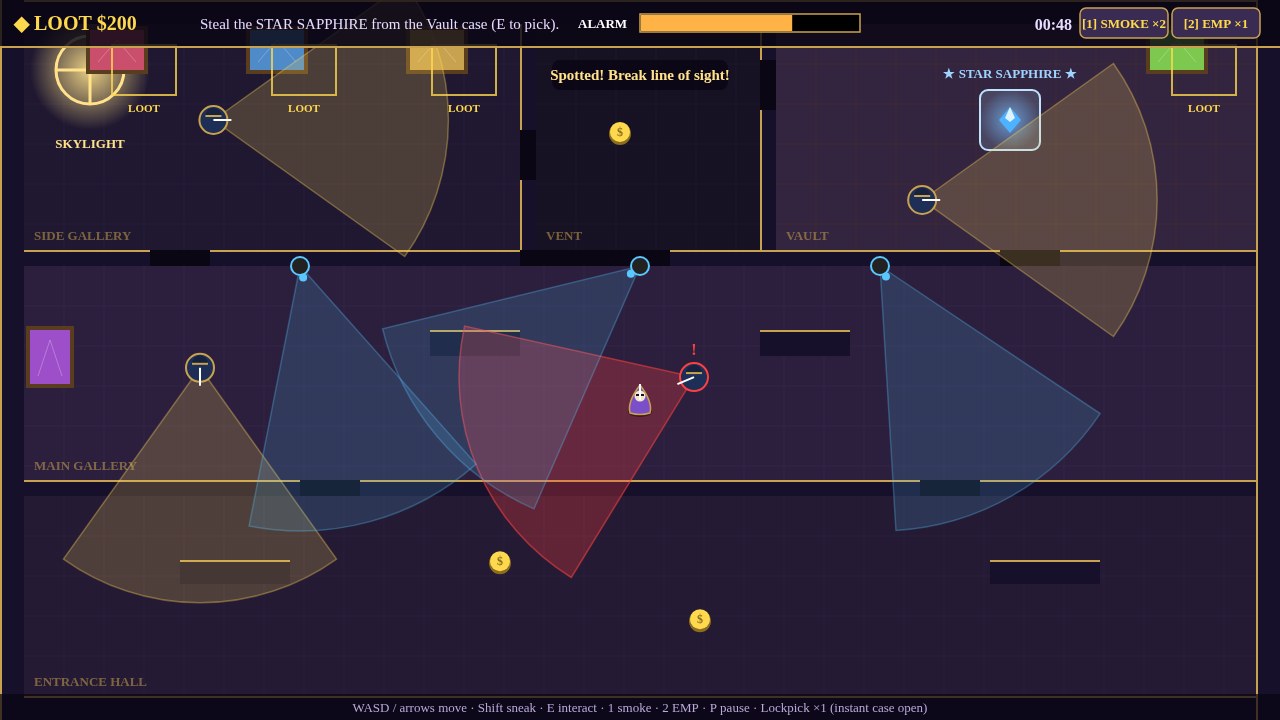 ◆ LOOT $200
Steal the STAR SAPPHIRE from the Vault case (E to pick).
ALARM
00:48
[1] SMOKE ×2
[2] EMP ×1
Spotted! Break line of sight!
★ STAR SAPPHIRE ★
LOOT
LOOT
LOOT
LOOT
$
SKYLIGHT
SIDE GALLERY
VENT
VAULT
!
MAIN GALLERY
$
$
ENTRANCE HALL
WASD / arrows move · Shift sneak · E interact · 1 smoke · 2 EMP · P pause · Lockpick ×1 (instant case open)